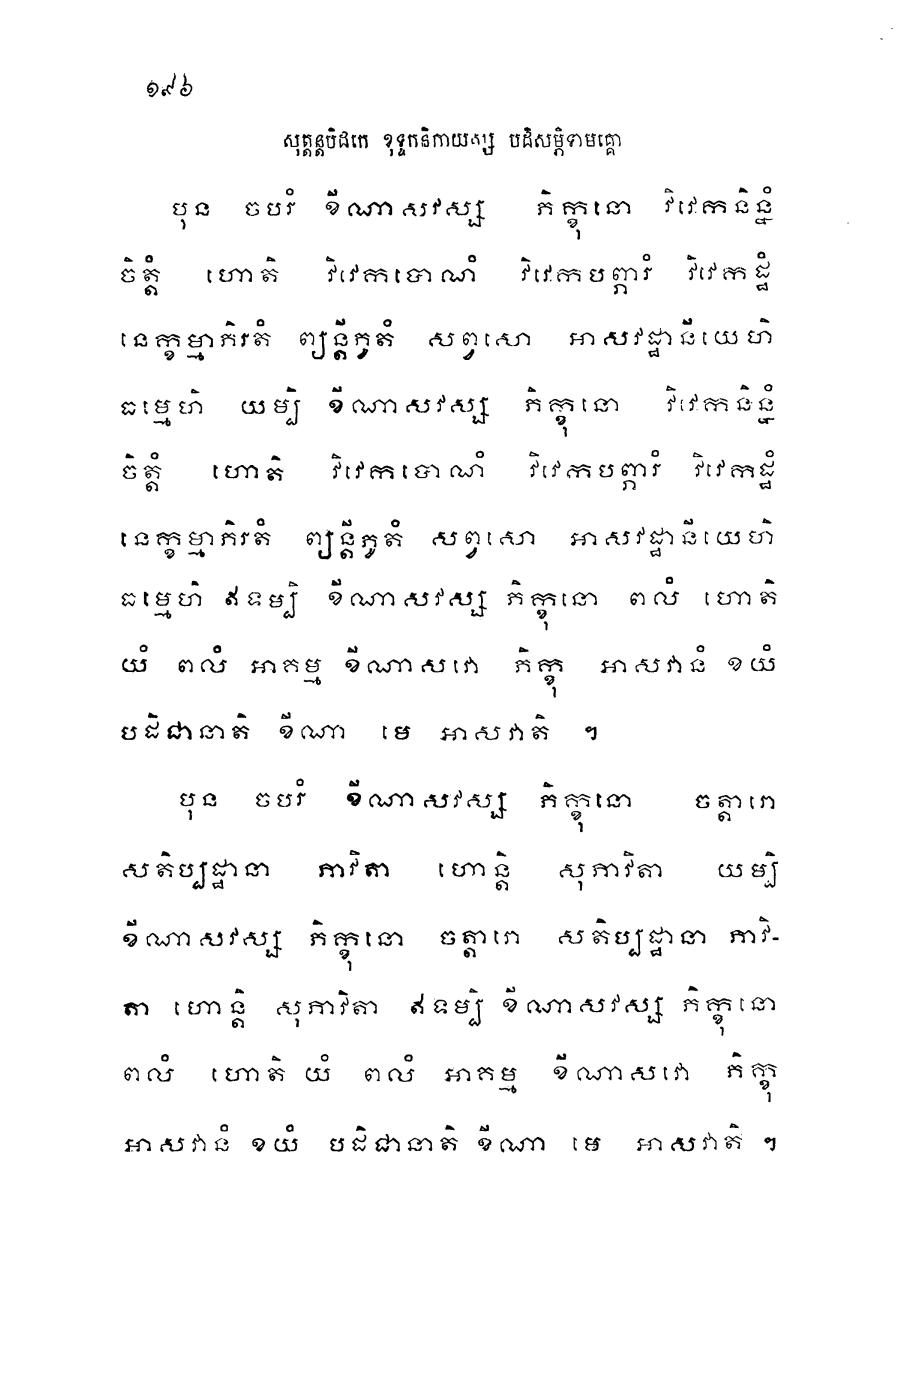 ១៩៦
សុត្តន្តបិដកេ ខុទ្ទកនិកាយស្ស បដិសម្ភិទាមគ្គោ
បុន ចបរំ ខីណាសវស្ស ភិក្ខុនោ វិវេកនិន្នំ
ចិត្តំ ហោតិ វិវេកបោណំ វិវេកបព្ភារំ វិវេកដ្ឋំ
នេក្ខម្មាភិរតំ ព្យន្តីភូតំ សព្វសោ អាសវដ្ឋានីយេហិ
ធម្មេហិ យម្បិ ខីណាសវស្ស ភិក្ខុនោ វិវេកនិន្នំ
ចិត្តំ ហោតិ វិវេកបោណំ វិវេកបព្ភារំ វិវេកដ្ឋំ
នេក្ខម្មាភិរតំ ព្យន្តីភូតំ សព្វសោ អាសវដ្ឋានីយេហិ
ធម្មេហិ ឥទម្បិ ខីណាសវស្ស ភិក្ខុនោ ពលំ ហោតិ
យំ ពលំ អាគម្ម ខីណាសវោ ភិក្ខុ អាសវានំ ខយំ
បដិជានាតិ ខីណា មេ អាសវាតិ ៗ
បុន ចបរំ ខីណាសវស្ស ភិក្ខុនោ ចត្តារោ
សតិប្បដ្ឋានា ភាវិតា ហោន្តិ សុភាវិតា យម្បិ
ខីណាសវស្ស ភិក្ខុនោ ចត្តារោ សតិប្បដ្ឋានា ភាវិ-
តា ហោន្តិ សុភាវិតា ឥទម្បិ ខីណាសវស្ស ភិក្ខុនោ
ពលំ ហោតិ យំ ពលំ អាគម្ម ខីណាសវោ ភិក្ខុ
អាសវានំ ខយំ បដិជានាតិ ខីណា មេ អាសវាតិ ៗ